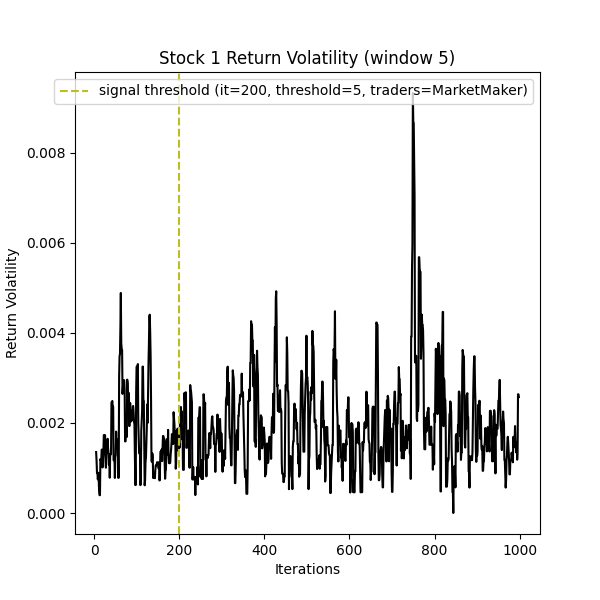 Stock 1 Return Volatility (window 5)
signal threshold (it=200, threshold=5, traders=MarketMaker)
0.008
0.006
0.004
0.002
0.000
Return Volatility
0 200 400 600 800 1000
Iterations